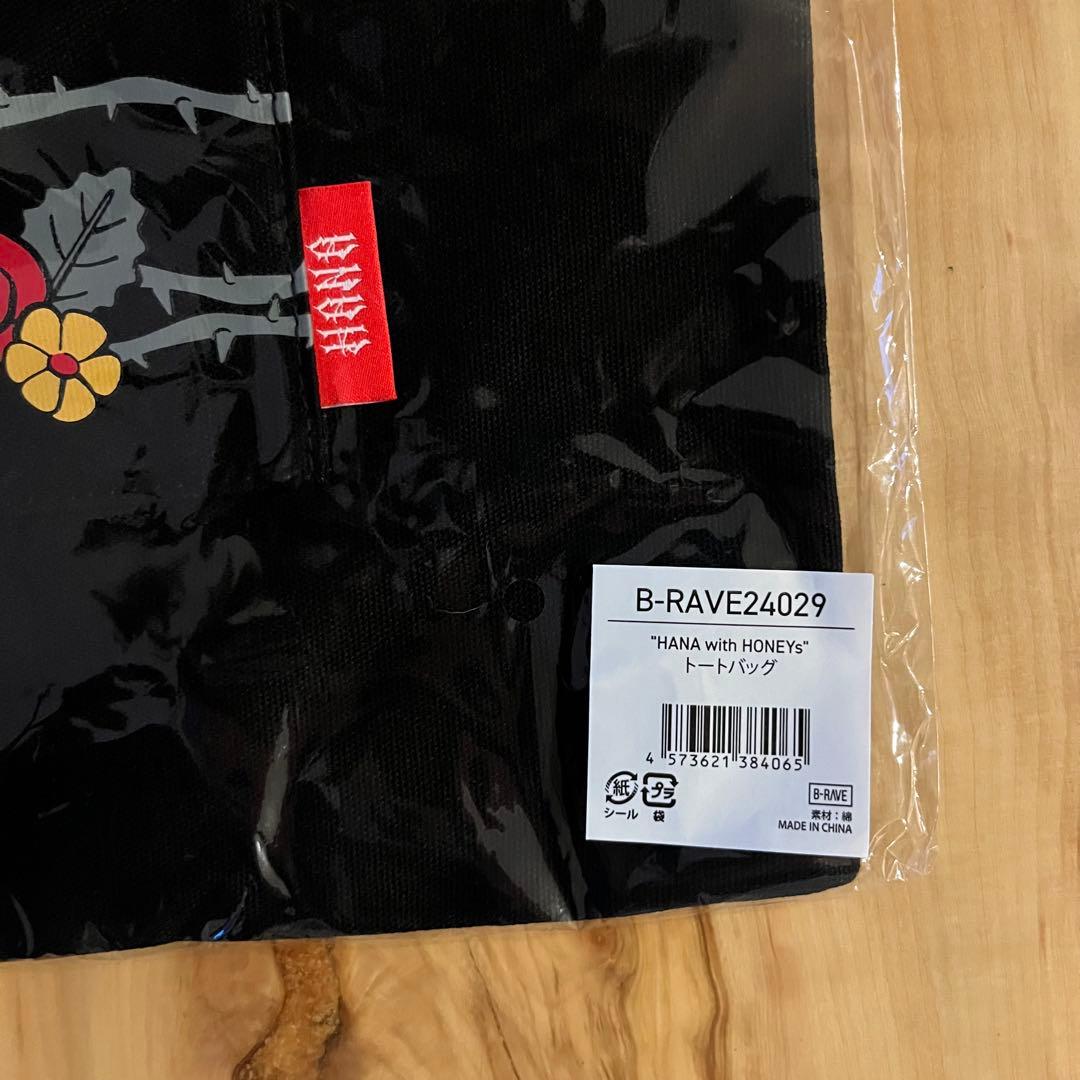 HANA
B-RAVE24029
"HANA with HONEYs"
トートバッグ
4 573621 384065
紙 プラ
シール 袋
B-RAVE
素材：綿
MADE IN CHINA